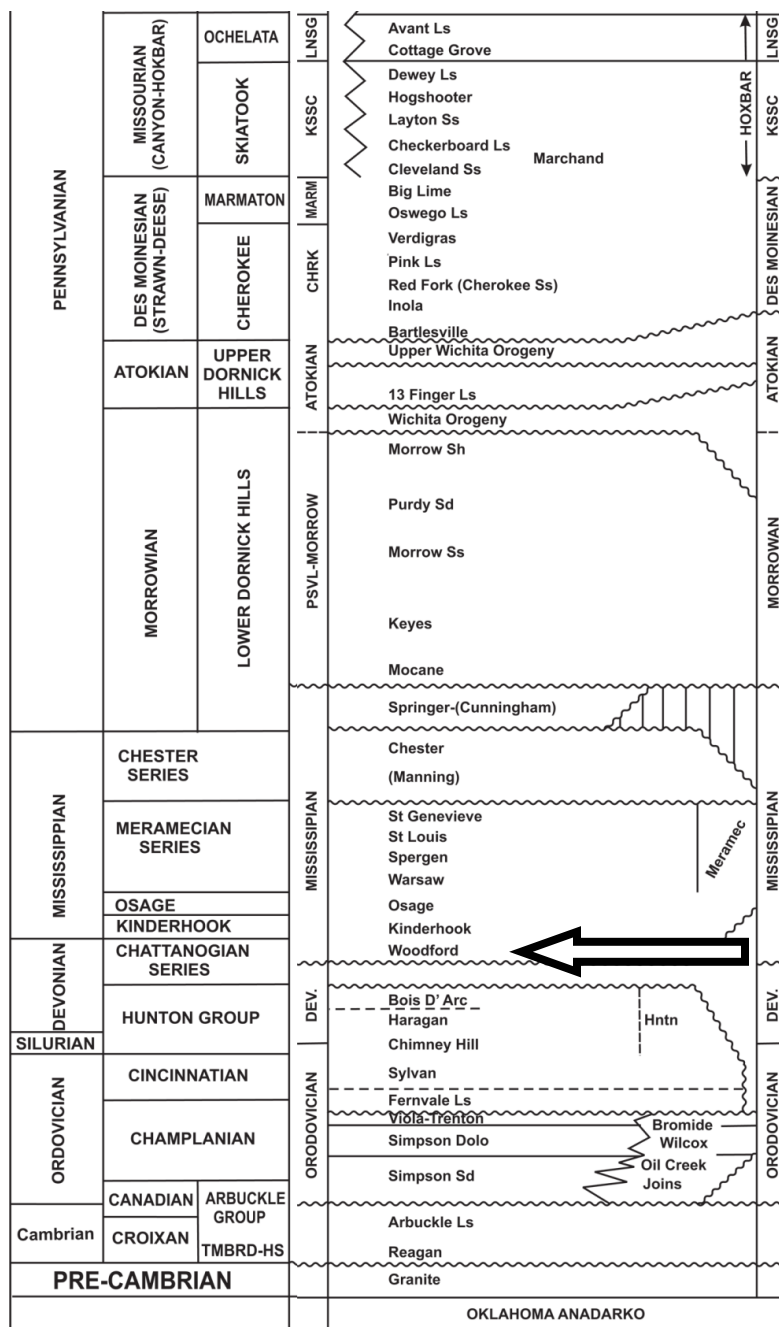 PENNSYLVANIAN
MISSISSIPPIAN
DEVONIAN
SILURIAN
ORDOVICIAN
Cambrian
PRE-CAMBRIAN
MISSOURIAN
(CANYON-HOKBAR)
DES MOINESIAN
(STRAWN-DEESE)
ATOKIAN
MORROWIAN
OCHELATA
SKIATOOK
MARMATON
CHEROKEE
UPPER
DORNICK
HILLS
LOWER DORNICK HILLS
CHESTER
SERIES
MERAMECIAN
SERIES
OSAGE
KINDERHOOK
CHATTANOGIAN
SERIES
HUNTON GROUP
CINCINNATIAN
CHAMPLANIAN
CANADIAN
CROIXAN
ARBUCKLE
GROUP
TMBRD-HS
LNSG
KSSC
MARM
CHRK
ATOKIAN
PSVL-MORROW
MISSISSIPIAN
DEV.
ORODOVICIAN
Avant Ls
Cottage Grove
Dewey Ls
Hogshooter
Layton Ss
Checkerboard Ls
Marchand
Cleveland Ss
Big Lime
Oswego Ls
Verdigras
Pink Ls
Red Fork (Cherokee Ss)
Inola
Bartlesville
Upper Wichita Orogeny
13 Finger Ls
Wichita Orogeny
Morrow Sh
Purdy Sd
Morrow Ss
Keyes
Mocane
Springer-(Cunningham)
Chester
(Manning)
St Genevieve
St Louis
Spergen
Warsaw
Meramec
Osage
Kinderhook
Woodford
Bois D' Arc
Haragan
Hntn
Chimney Hill
Sylvan
Fernvale Ls
Viola-Trenton
Bromide
Simpson Dolo
Wilcox
Oil Creek
Simpson Sd
Joins
Arbuckle Ls
Reagan
Granite
HOXBAR
LNSG
KSSC
DES MOINESIAN
ATOKIAN
MORROWAN
MISSISSIPIAN
DEV.
ORODOVICIAN
OKLAHOMA ANADARKO